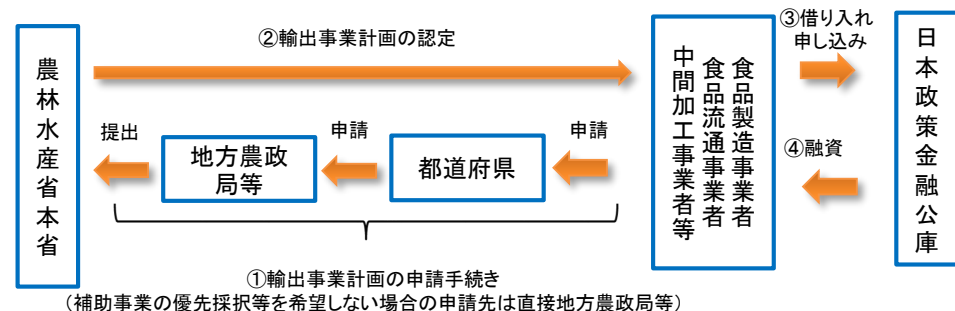 農林水産省本省
②輸出事業計画の認定
提出
地方農政
局等
申請
都道府県
申請
食品製造事業者
食品流通事業者
中間加工事業者等
③借り入れ
申し込み
④融資
日本政策金融公庫
①輸出事業計画の申請手続き
（補助事業の優先採択等を希望しない場合の申請先は直接地方農政局等）